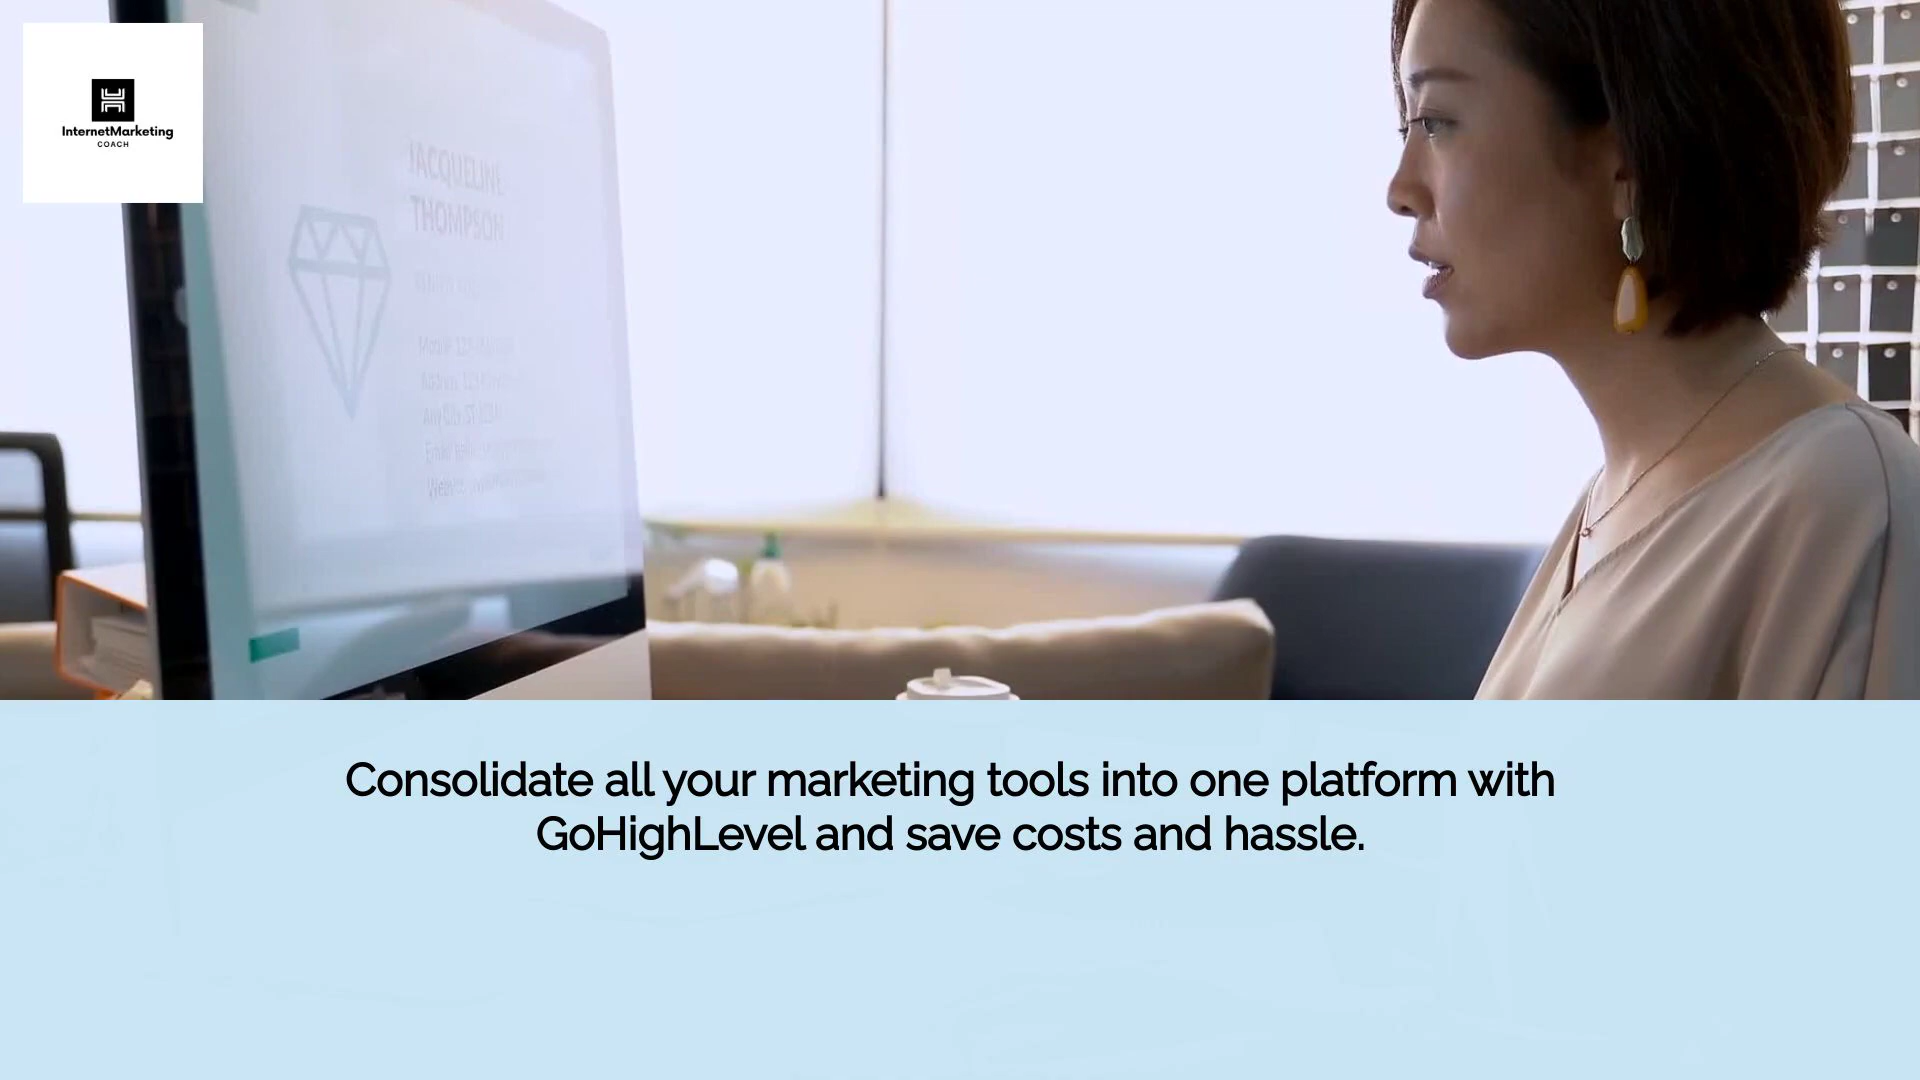 InternetMarketing
COACH
JACQUELINE
THOMPSON
Consolidate all your marketing tools into one platform with
GoHighLevel and save costs and hassle.